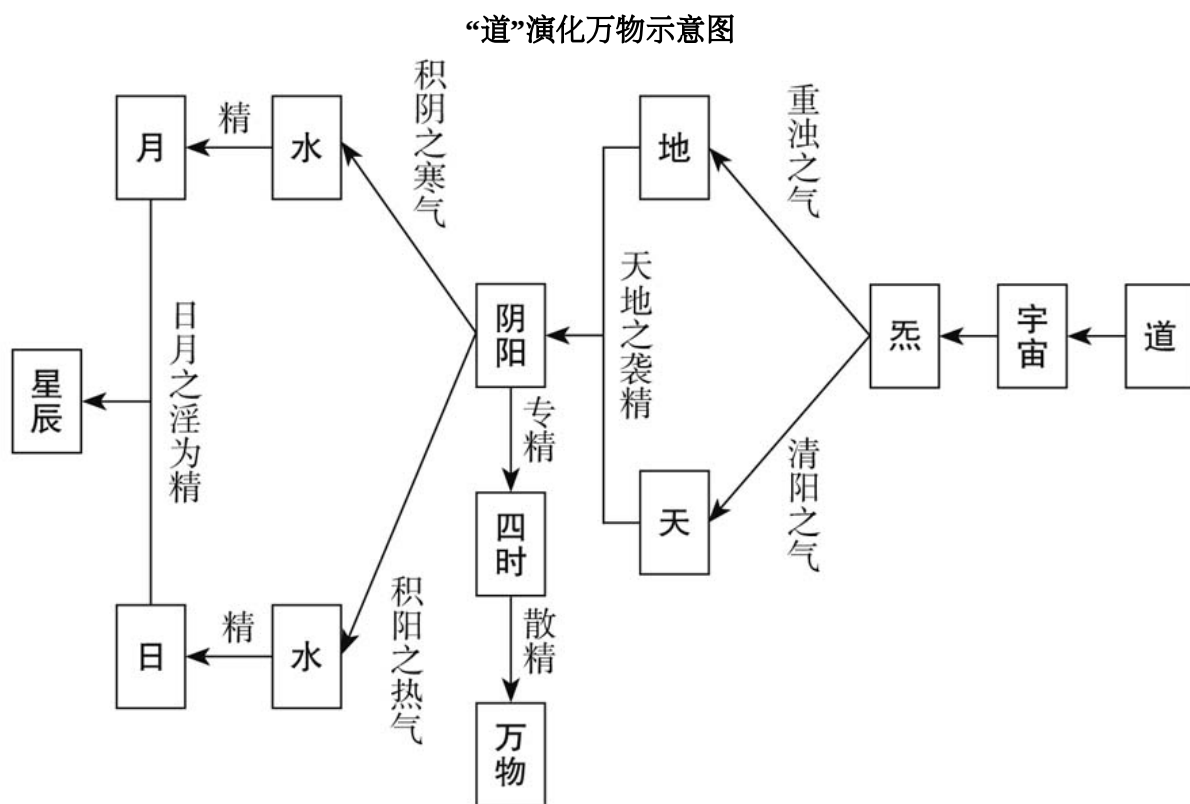 “道”演化万物示意图
道
宇宙
炁
重浊之气
清阳之气
地
天
天地之袭精
阴阳
专精
四时
散精
万物
积阴之寒气
积阳之热气
水
精
月
水
精
日
日月之淫为精
星辰